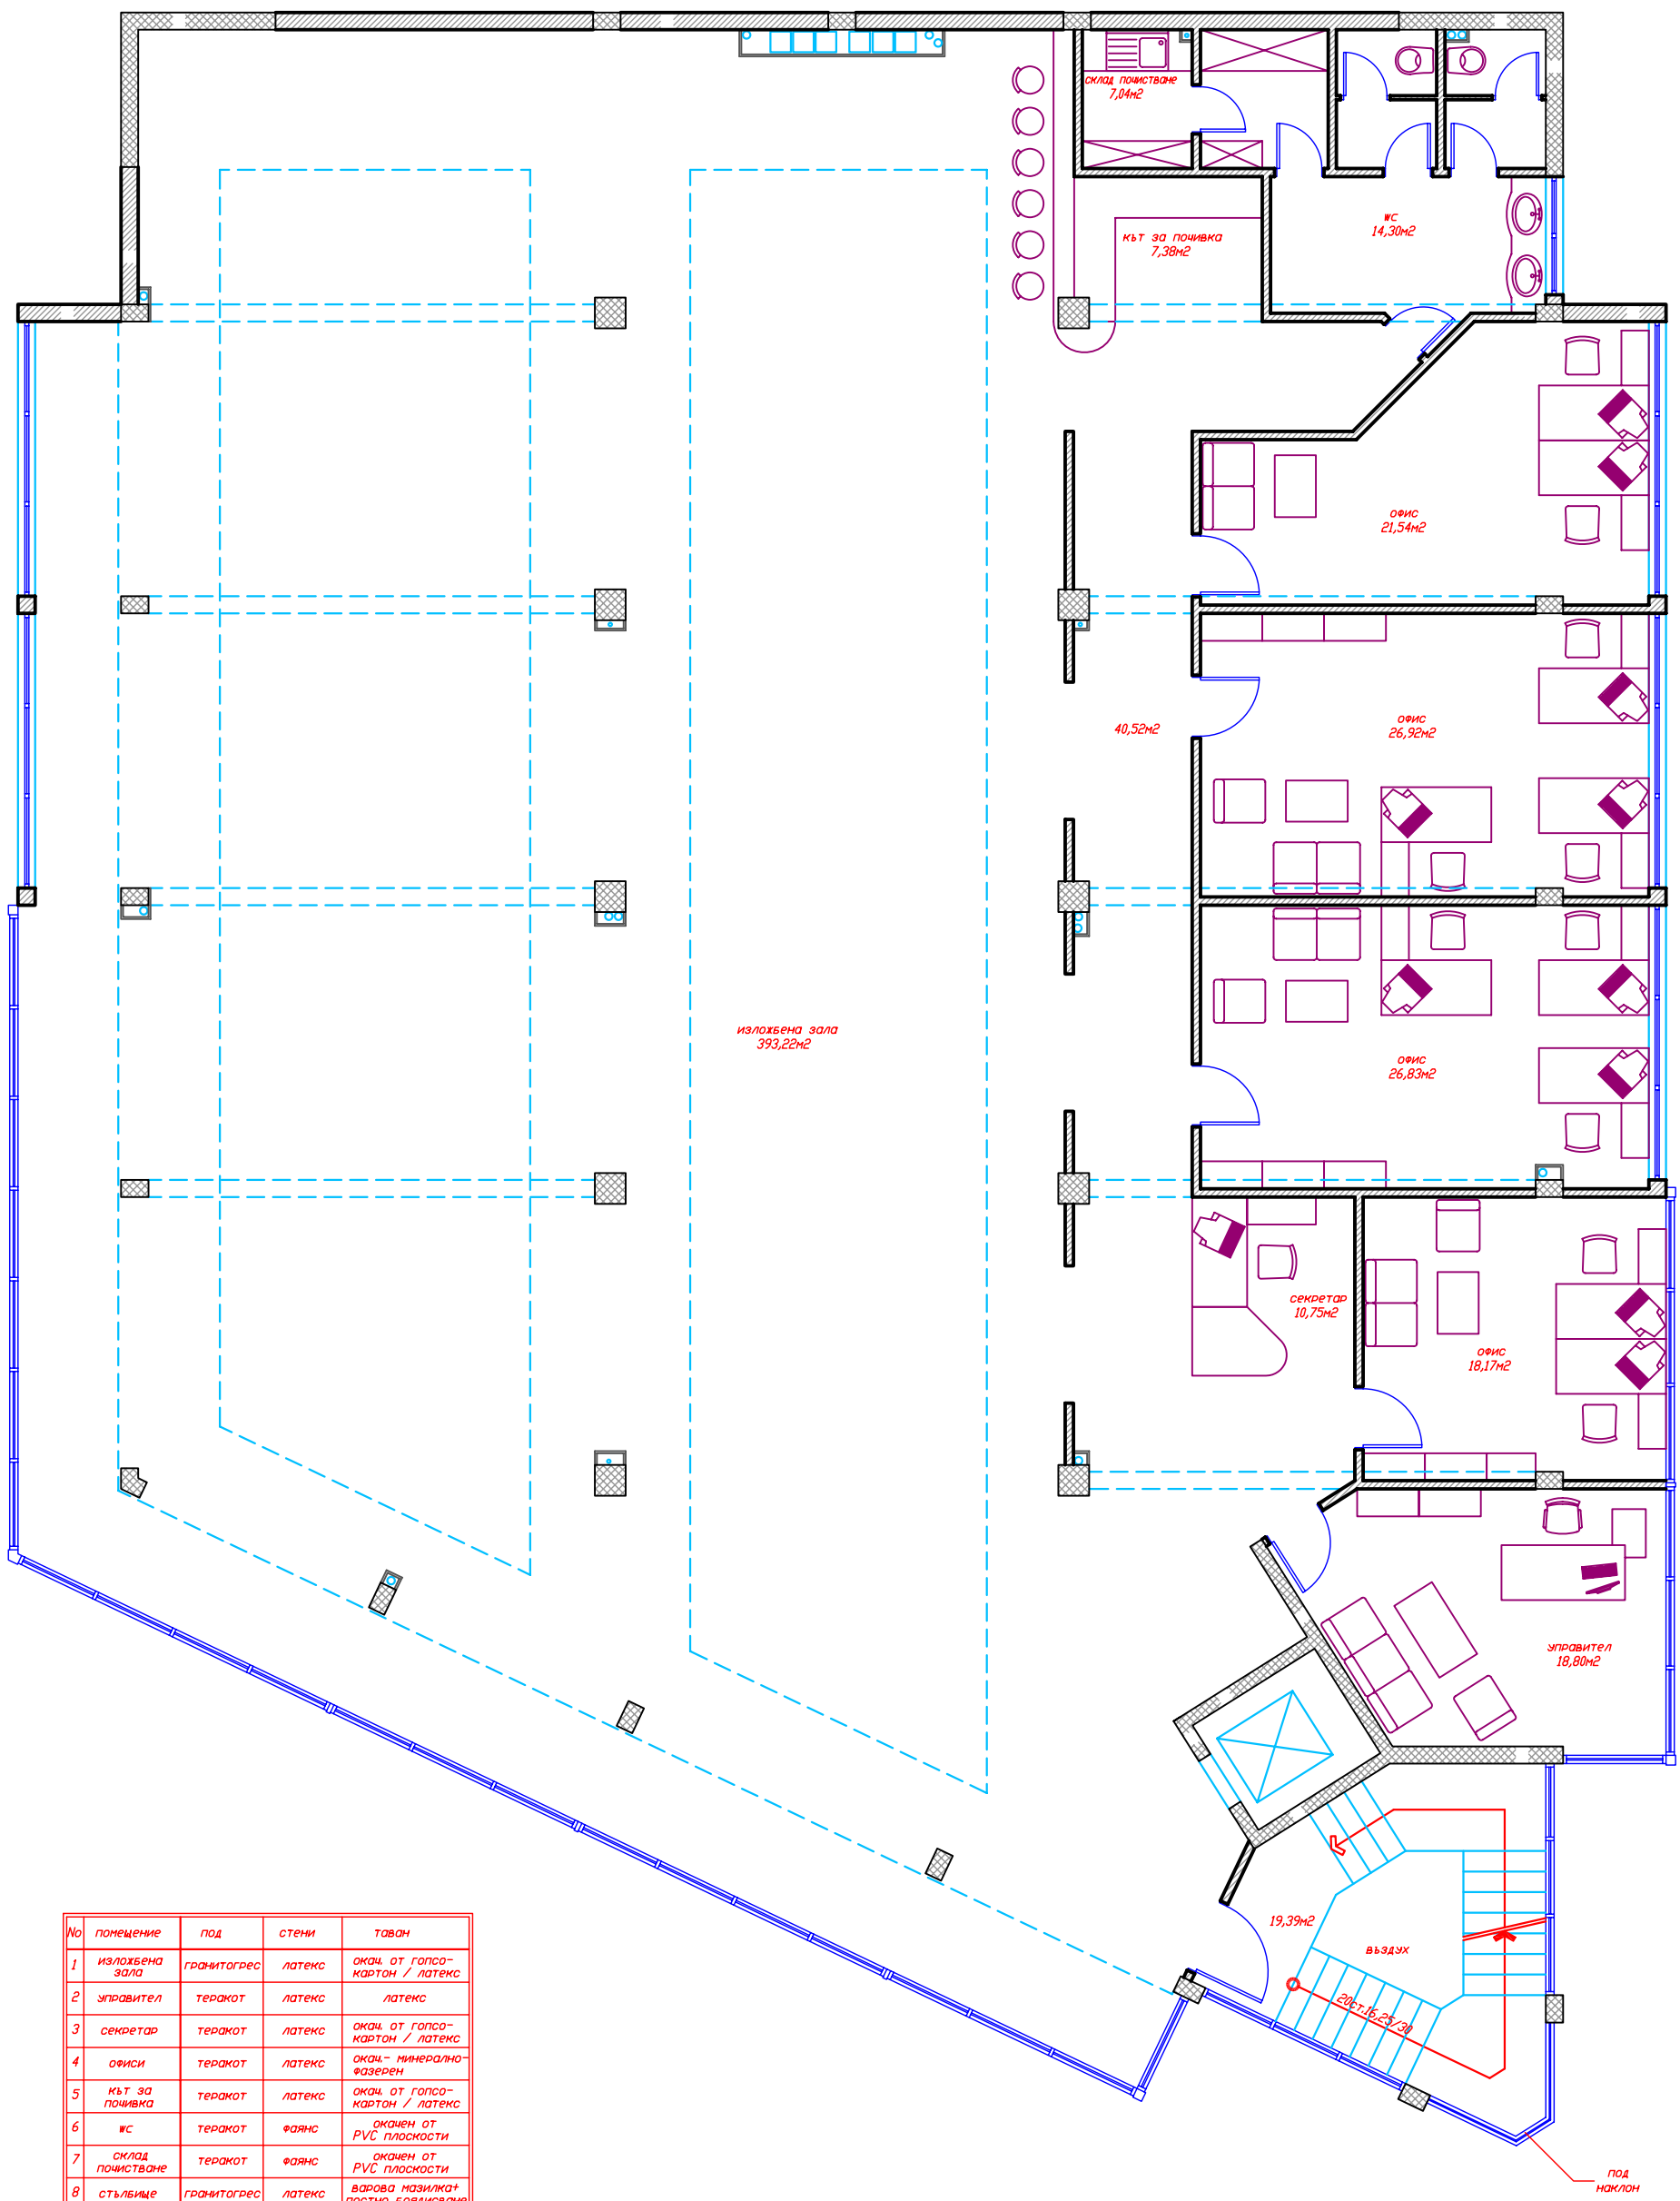 склад почистване
7,04м2
WC
14,30м2
кът за почивка
7,38м2
офис
21,54м2
40,52м2
офис
26,92м2
изложбена зала
393,22м2
офис
26,83м2
секретар
10,75м2
офис
18,17м2
управител
18,80м2
19,39м2
въздух
20ст.16,25/30
под
наклон
No помещение под стени таван
1 изложбена зала гранитогрес латекс окач. от гопсо-
картон / латекс
2 управител теракот латекс латекс
3 секретар теракот латекс окач. от гопсо-
картон / латекс
4 офиси теракот латекс окач.- минерално-
фазерен
5 кът за почивка теракот латекс окач. от гопсо-
картон / латекс
6 WC теракот фаянс окачен от
PVC плоскости
7 склад почистване теракот фаянс окачен от
PVC плоскости
8 стълбище гранитогрес латекс варова мазилка+